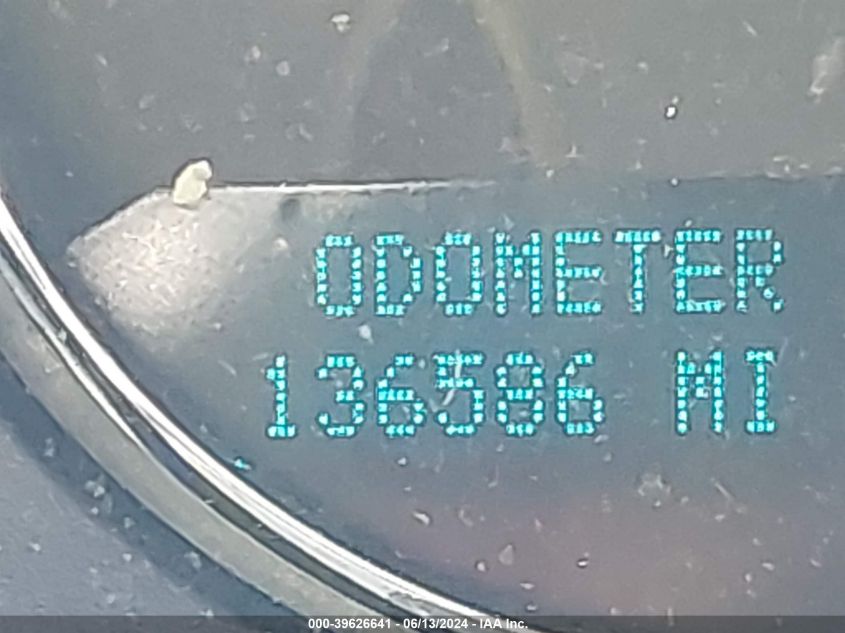 ODOMETER
136586 MI
000-39626641 - 06/13/2024 - IAA Inc.